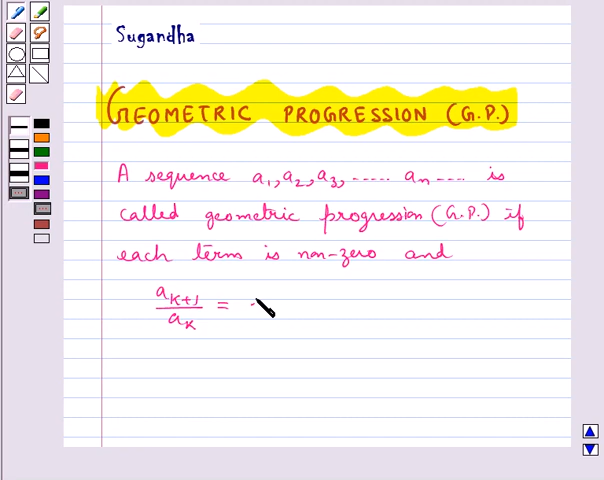 Sugandha
GEOMETRIC PROGRESSION (G.P.)
A sequence a₁, a₂, a₃, ..... aₙ .... is
called geometric progression (G.P.) if
each term is non-zero and
aₖ₊₁/aₖ =